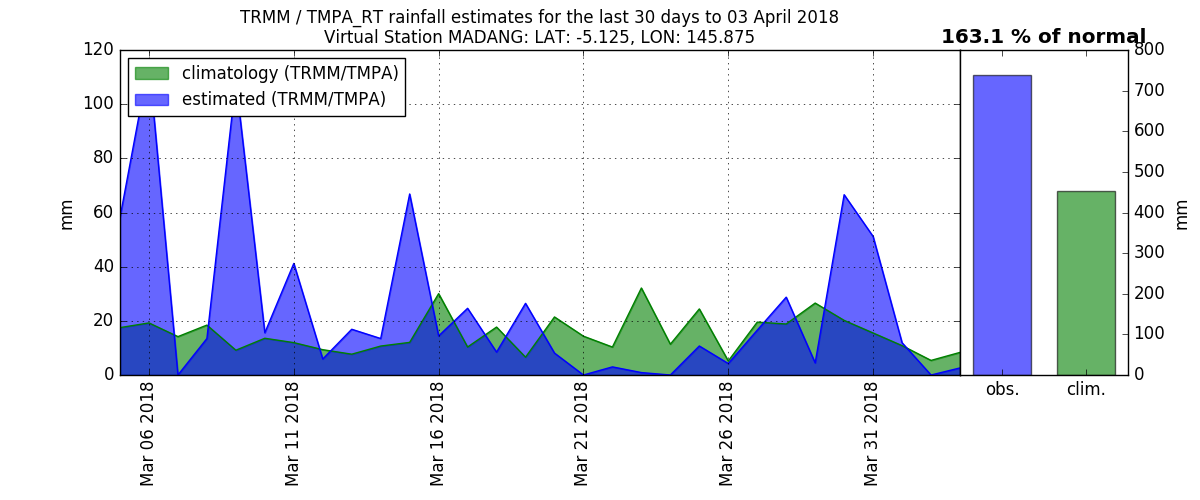 TRMM / TMPA_RT rainfall estimates for the last 30 days to 03 April 2018
Virtual Station MADANG: LAT: -5.125, LON: 145.875
163.1 % of normal
climatology (TRMM/TMPA)
estimated (TRMM/TMPA)
120
100
80
60
40
20
0
mm
Mar 06 2018
Mar 11 2018
Mar 16 2018
Mar 21 2018
Mar 26 2018
Mar 31 2018
800
700
600
500
400
300
200
100
0
mm
obs.
clim.